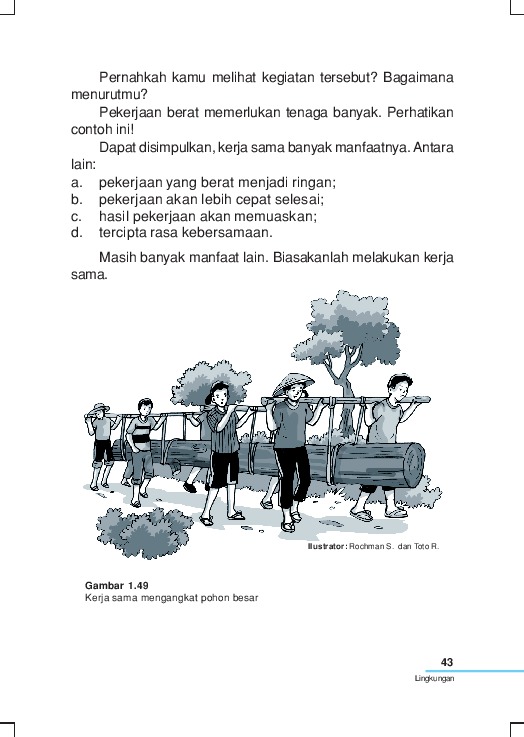 Pernahkah kamu melihat kegiatan tersebut? Bagaimana
menurutmu?
Pekerjaan berat memerlukan tenaga banyak. Perhatikan
contoh ini!
Dapat disimpulkan, kerja sama banyak manfaatnya. Antara
lain:
a. pekerjaan yang berat menjadi ringan;
b. pekerjaan akan lebih cepat selesai;
c. hasil pekerjaan akan memuaskan;
d. tercipta rasa kebersamaan.
Masih banyak manfaat lain. Biasakanlah melakukan kerja
sama.
Ilustrator: Rochman S. dan Toto R.
Gambar 1.49
Kerja sama mengangkat pohon besar
43
Lingkungan